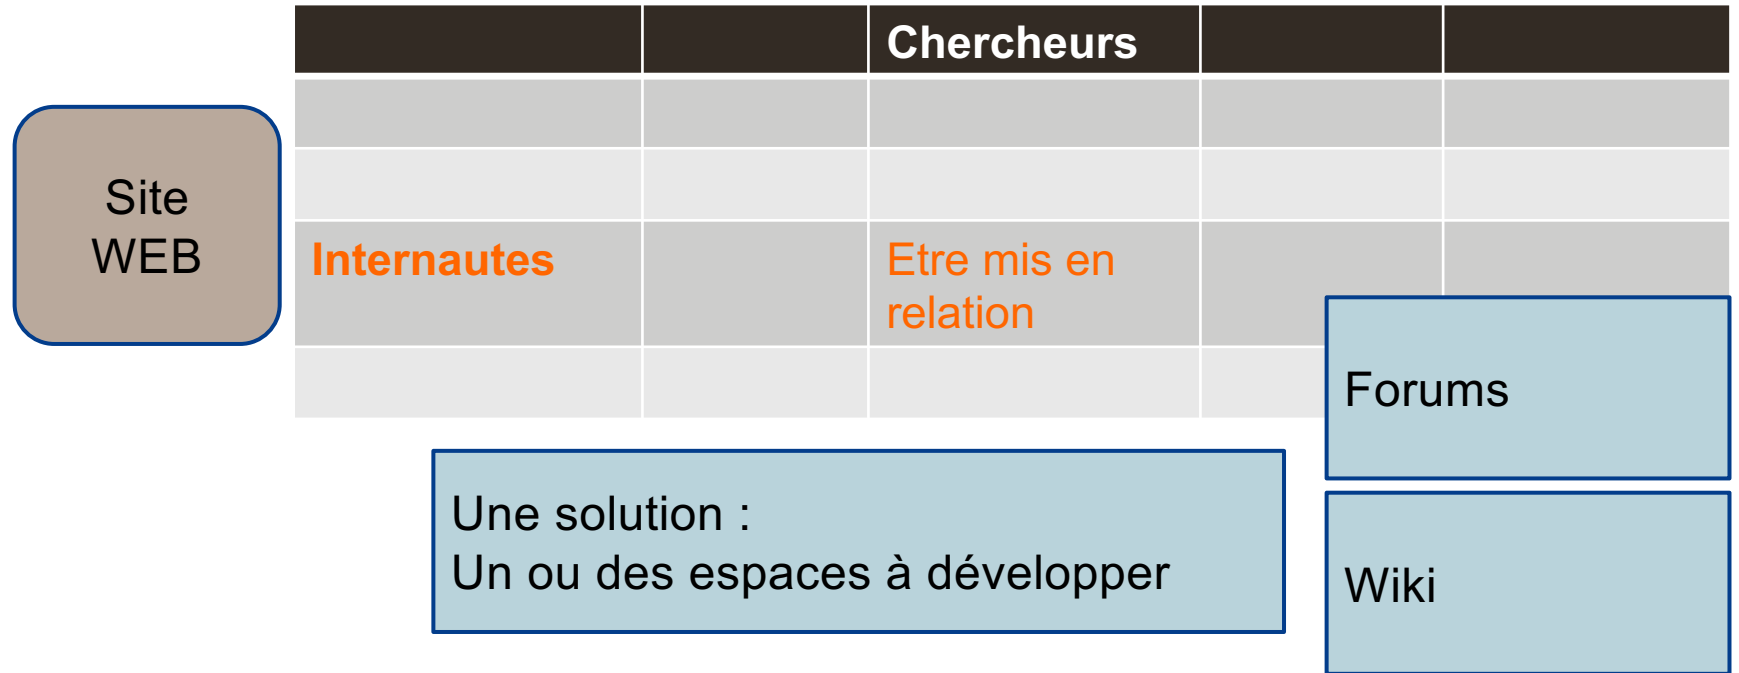 Chercheurs
Site
WEB
Internautes
Etre mis en
relation
Forums
Une solution :
Un ou des espaces à développer
Wiki